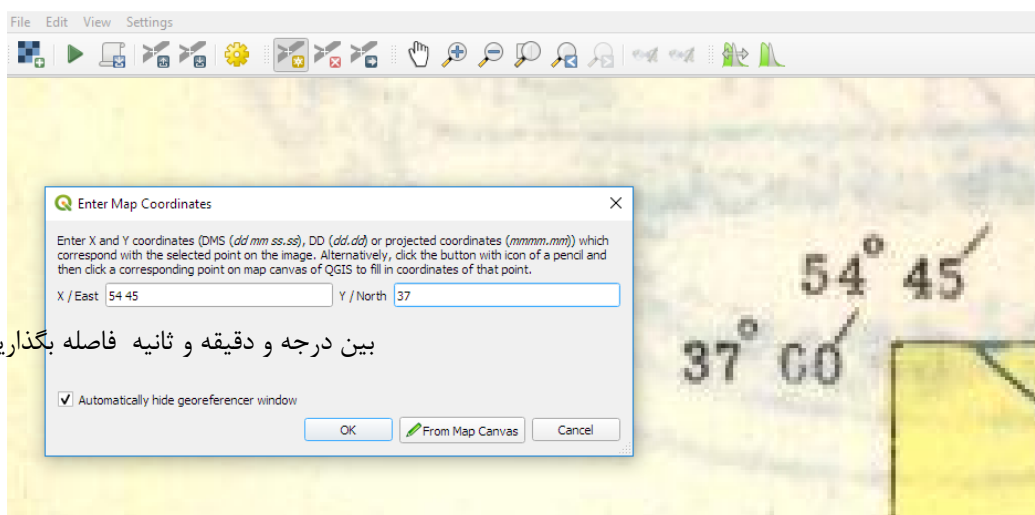 File Edit View Settings
Enter Map Coordinates
Enter X and Y coordinates (DMS (dd mm ss.ss), DD (dd.dd) or projected coordinates (mmmm.mm)) which
correspond with the selected point on the image. Alternatively, click the button with icon of a pencil and
then click a corresponding point on map canvas of QGIS to fill in coordinates of that point.
X / East 54 45 Y / North 37
بین درجه و دقیقه و ثانیه فاصله
Automatically hide georeferencer window
OK From Map Canvas Cancel
54° 45′
37° 00′